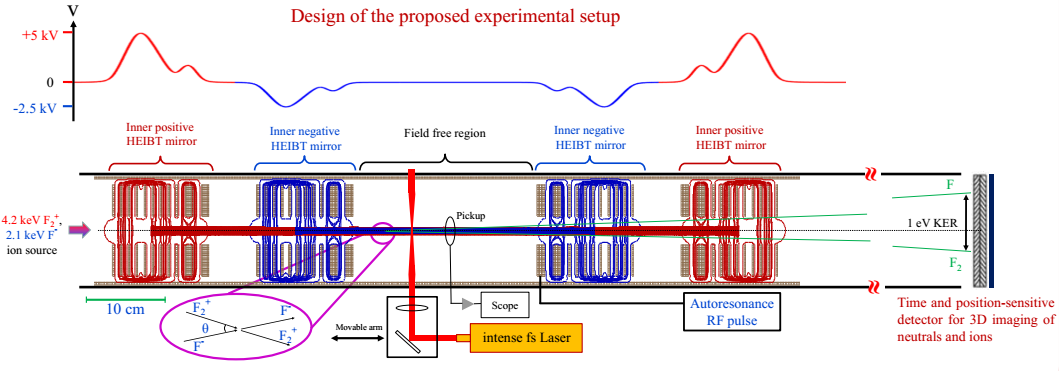 Design of the proposed experimental setup
V
+5 kV
0
-2.5 kV
Inner positive
HEIBT mirror
Inner negative
HEIBT mirror
Field free region
Inner negative
HEIBT mirror
Inner positive
HEIBT mirror
4.2 keV F₂⁺,
2.1 keV F⁻
ion source
Pickup
F
1 eV KER
F₂
10 cm
F₂⁺
θ
F⁻
F⁻
F₂⁺
Movable arm
Scope
intense fs Laser
Autoresonance
RF pulse
Time and position-sensitive
detector for 3D imaging of
neutrals and ions